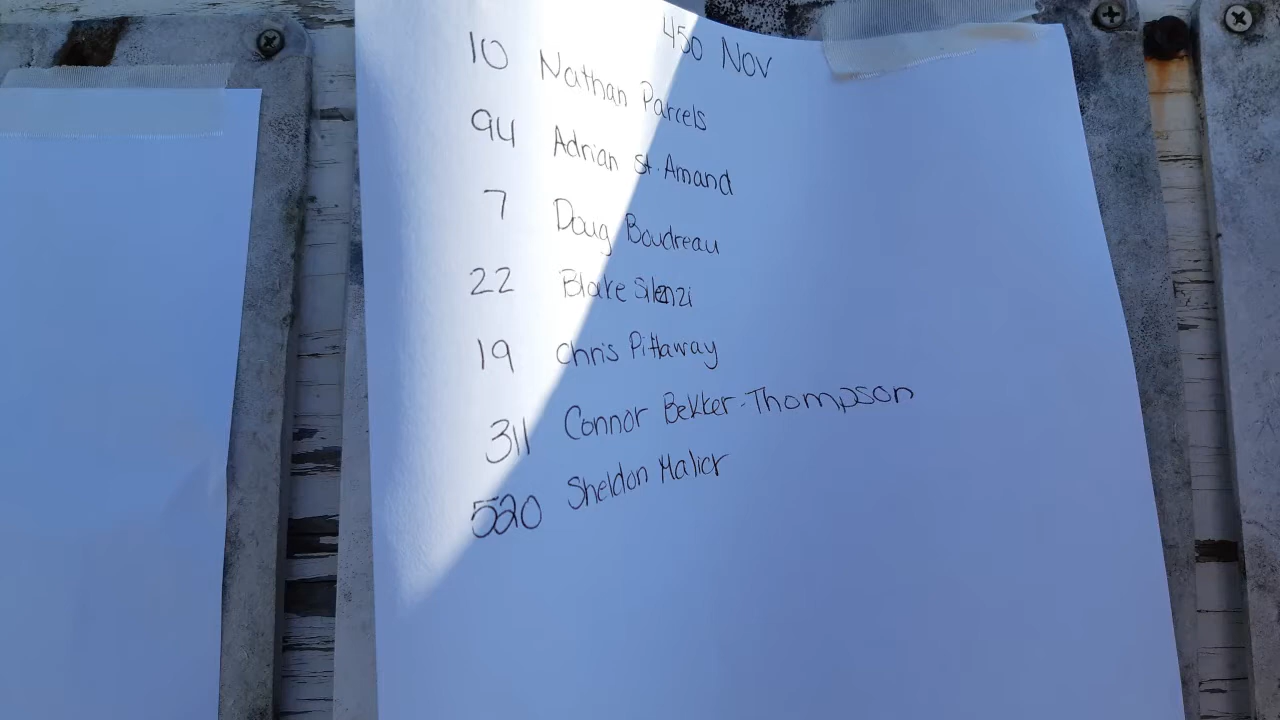 450 Nov
10 Nathan Parcels
94 Adrian St. Amand
7 Doug Boudreau
22 Blake Silenzi
19 Chris Pittaway
311 Connor Bekker-Thompson
520 Sheldon